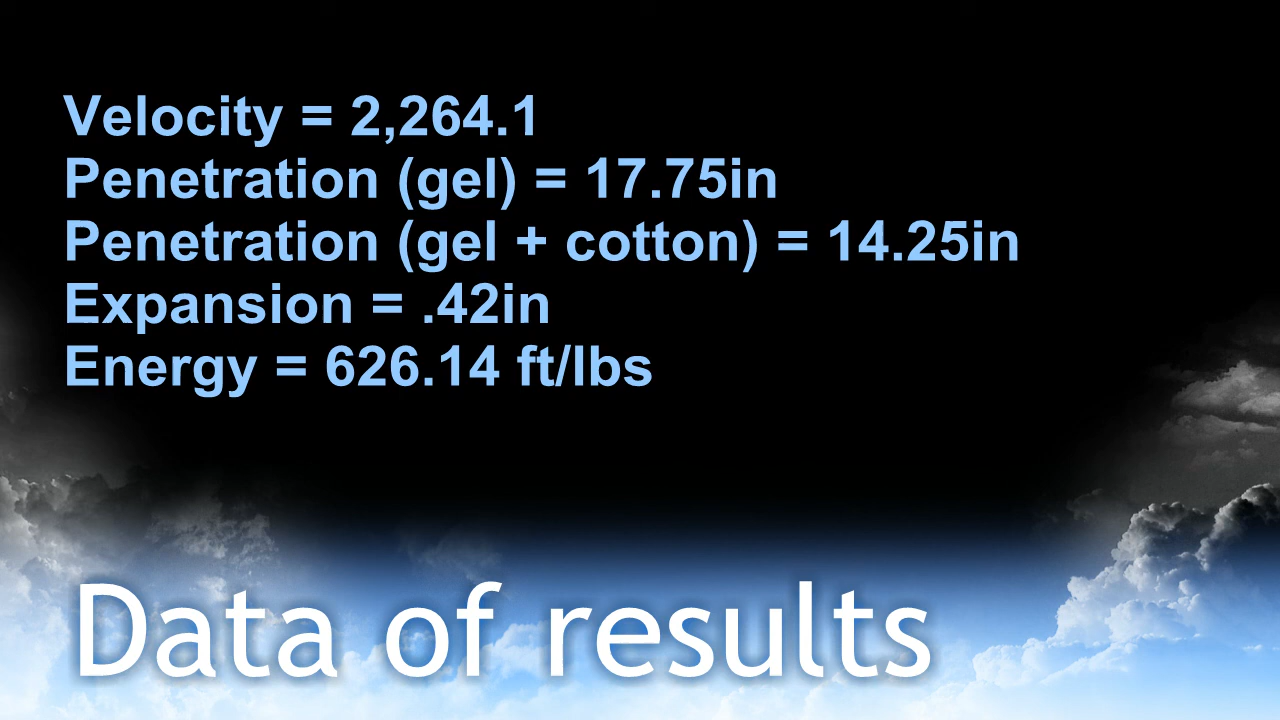 Velocity = 2,264.1
Penetration (gel) = 17.75in
Penetration (gel + cotton) = 14.25in
Expansion = .42in
Energy = 626.14 ft/lbs
Data of results